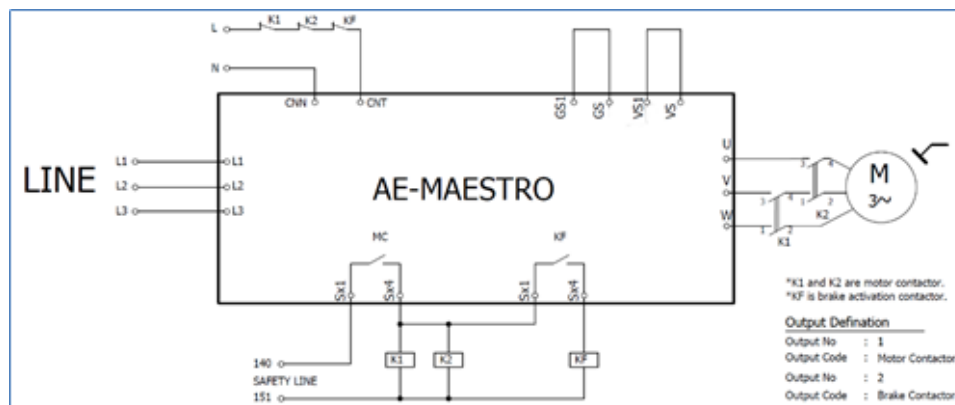 L K1 K2 KF
N
CNN CNT
GS1 GS VS1 VS
LINE
L1 L1
L2 L2
L3 L3
AE-MAESTRO
U
V
W
3 4
1 2
K2
3 4
1 2
K1
M
3~
MC KF
Sx1 Sx4 Sx1 Sx4
K1 K2 KF
140
SAFETY LINE
151
*K1 and K2 are motor contactor.
*KF is brake activation contactor.
Output Defination
Output No : 1
Output Code : Motor Contactor
Output No : 2
Output Code : Brake Contactor